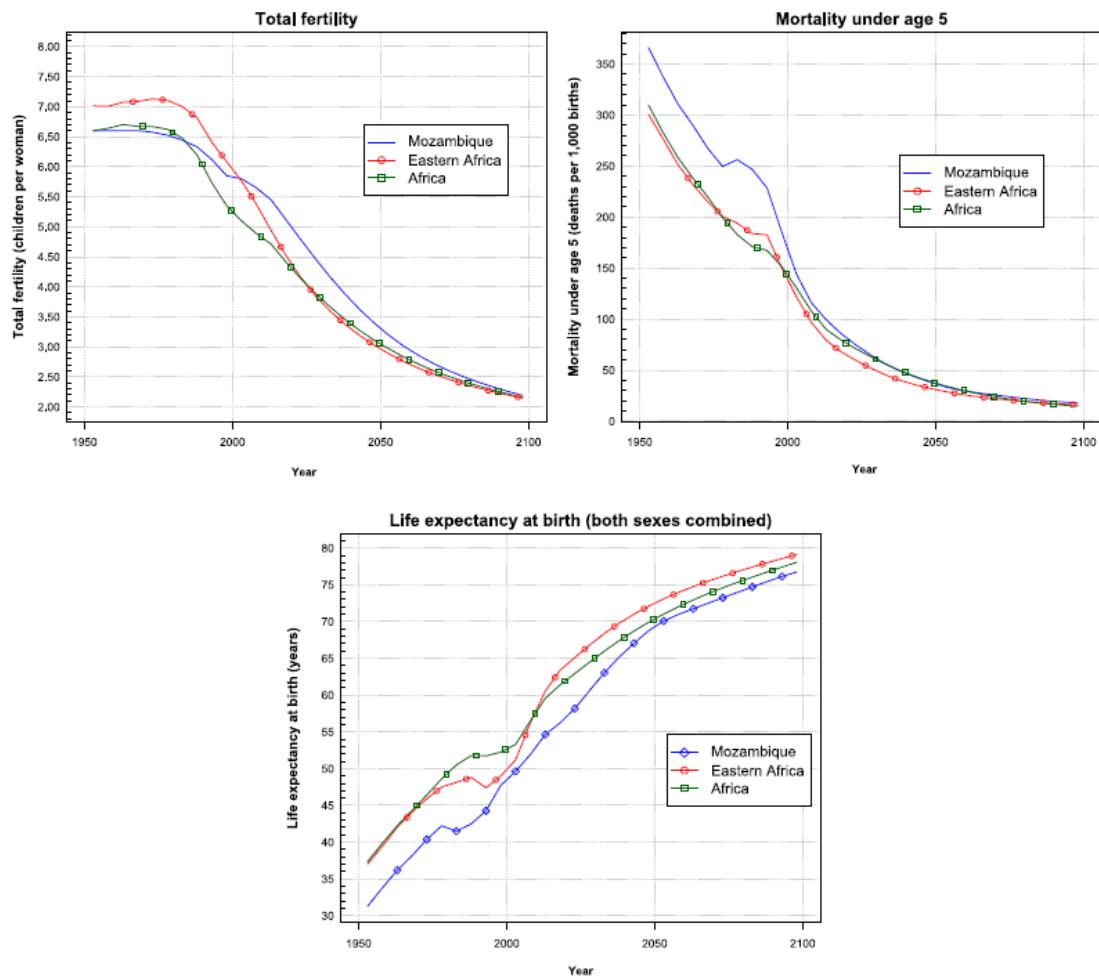 Total fertility
Total fertility (children per woman)
8.00
7.50
7.00
6.50
6.00
5.50
5.00
4.50
4.00
3.50
3.00
2.50
2.00
Mozambique
Eastern Africa
Africa
1950
2000
2050
2100
Year
Mortality under age 5
Mortality under age 5 (deaths per 1,000 births)
350
300
250
200
150
100
50
0
Mozambique
Eastern Africa
Africa
1950
2000
2050
2100
Year
Life expectancy at birth (both sexes combined)
Life expectancy at birth (years)
80
75
70
65
60
55
50
45
40
35
30
Mozambique
Eastern Africa
Africa
1950
2000
2050
2100
Year